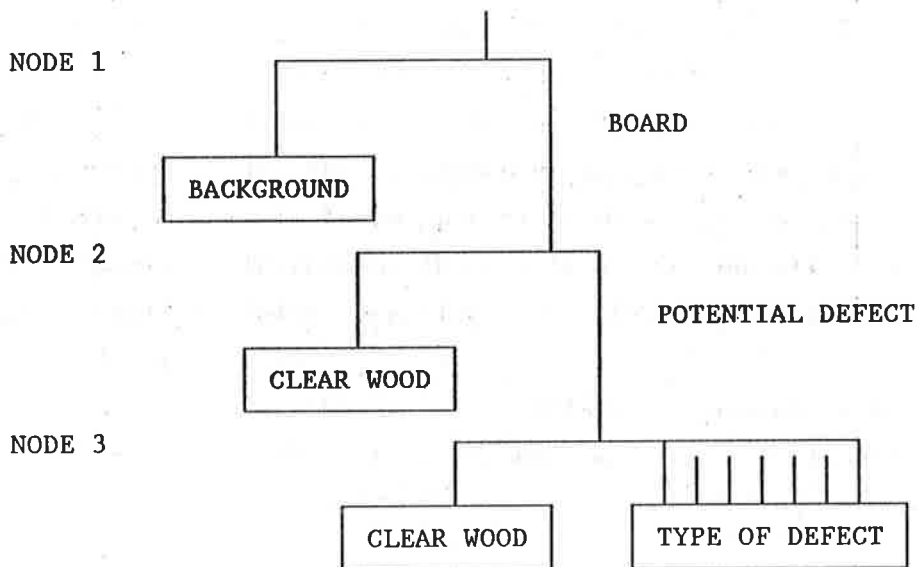 NODE 1
BOARD
BACKGROUND
NODE 2
POTENTIAL DEFECT
CLEAR WOOD
NODE 3
CLEAR WOOD
TYPE OF DEFECT